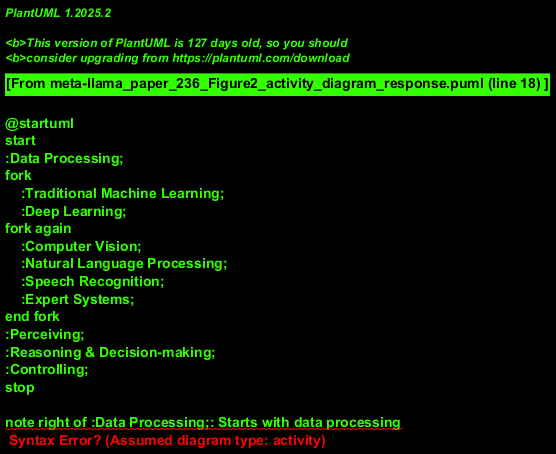 PlantUML 1.2025.2
<b>This version of PlantUML is 127 days old, so you should
<b>consider upgrading from https://plantuml.com/download
[From meta-llama_paper_236_Figure2_activity_diagram_response.puml (line 18) ]
@startuml
start
:Data Processing;
fork
:Traditional Machine Learning;
:Deep Learning;
fork again
:Computer Vision;
:Natural Language Processing;
:Speech Recognition;
:Expert Systems;
end fork
:Perceiving;
:Reasoning & Decision-making;
:Controlling;
stop
note right of :Data Processing;: Starts with data processing
Syntax Error? (Assumed diagram type: activity)